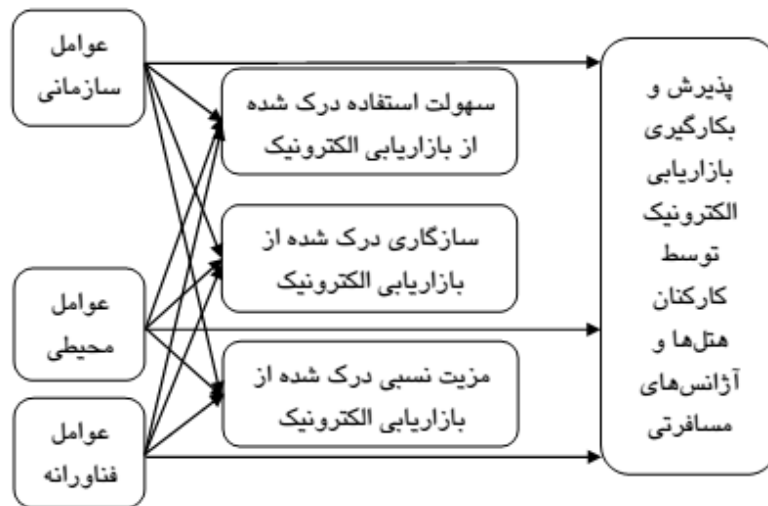 عوامل
سازمانی
سهولت استفاده درک شده
از بازاریابی الکترونیک
سازگاری درک شده از
بازاریابی الکترونیک
عوامل
محیطی
مزیت نسبی درک شده از
بازاریابی الکترونیک
عوامل
فناورانه
پذیرش و
بکارگیری
بازاریابی
الکترونیک
توسط
کارکنان
هتل‌ها و
آژانس‌های
مسافرتی